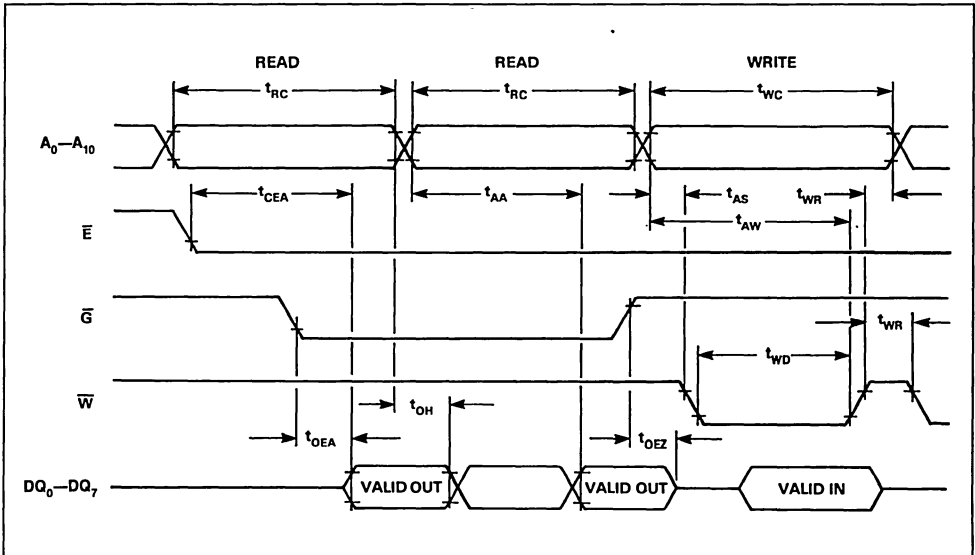 READ READ WRITE
tRC tRC tWC
A0—A10
tCEA tAA tAS tWR
tAW
E̅
G̅
tWR
tWD
W̅
tOH
tOEA tOEZ
DQ0—DQ7 VALID OUT VALID OUT VALID IN